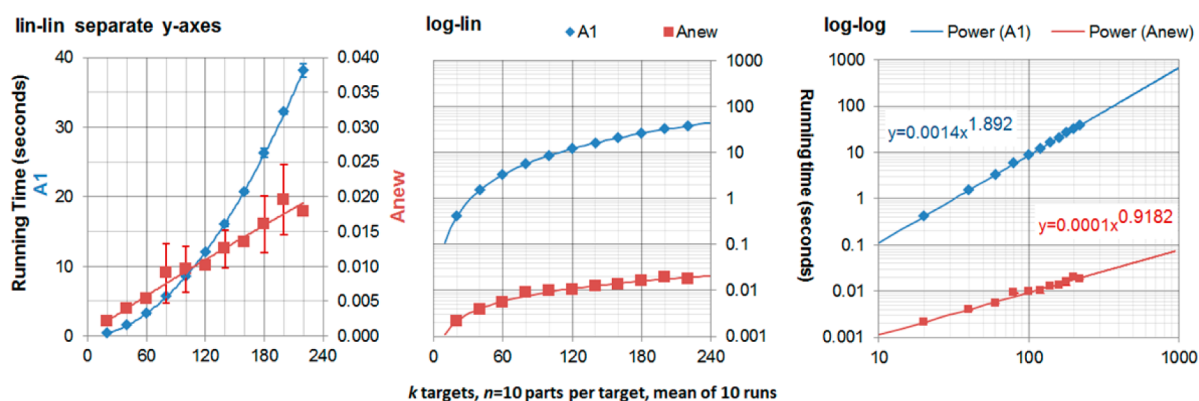 lin-lin separate y-axes
40
30
20
10
0
Running Time (seconds)
A1
0.040
0.035
0.030
0.025
0.020
0.015
0.010
0.005
0.000
Anew
0 60 120 180 240
log-lin
A1 Anew
1000
100
10
1
0.1
0.01
0.001
0 60 120 180 240
log-log
Power (A1) Power (Anew)
Running time (seconds)
1000
100
10
1
0.1
0.01
0.001
y=0.0014x1.892
y=0.0001x0.9182
10 100 1000
k targets, n=10 parts per target, mean of 10 runs